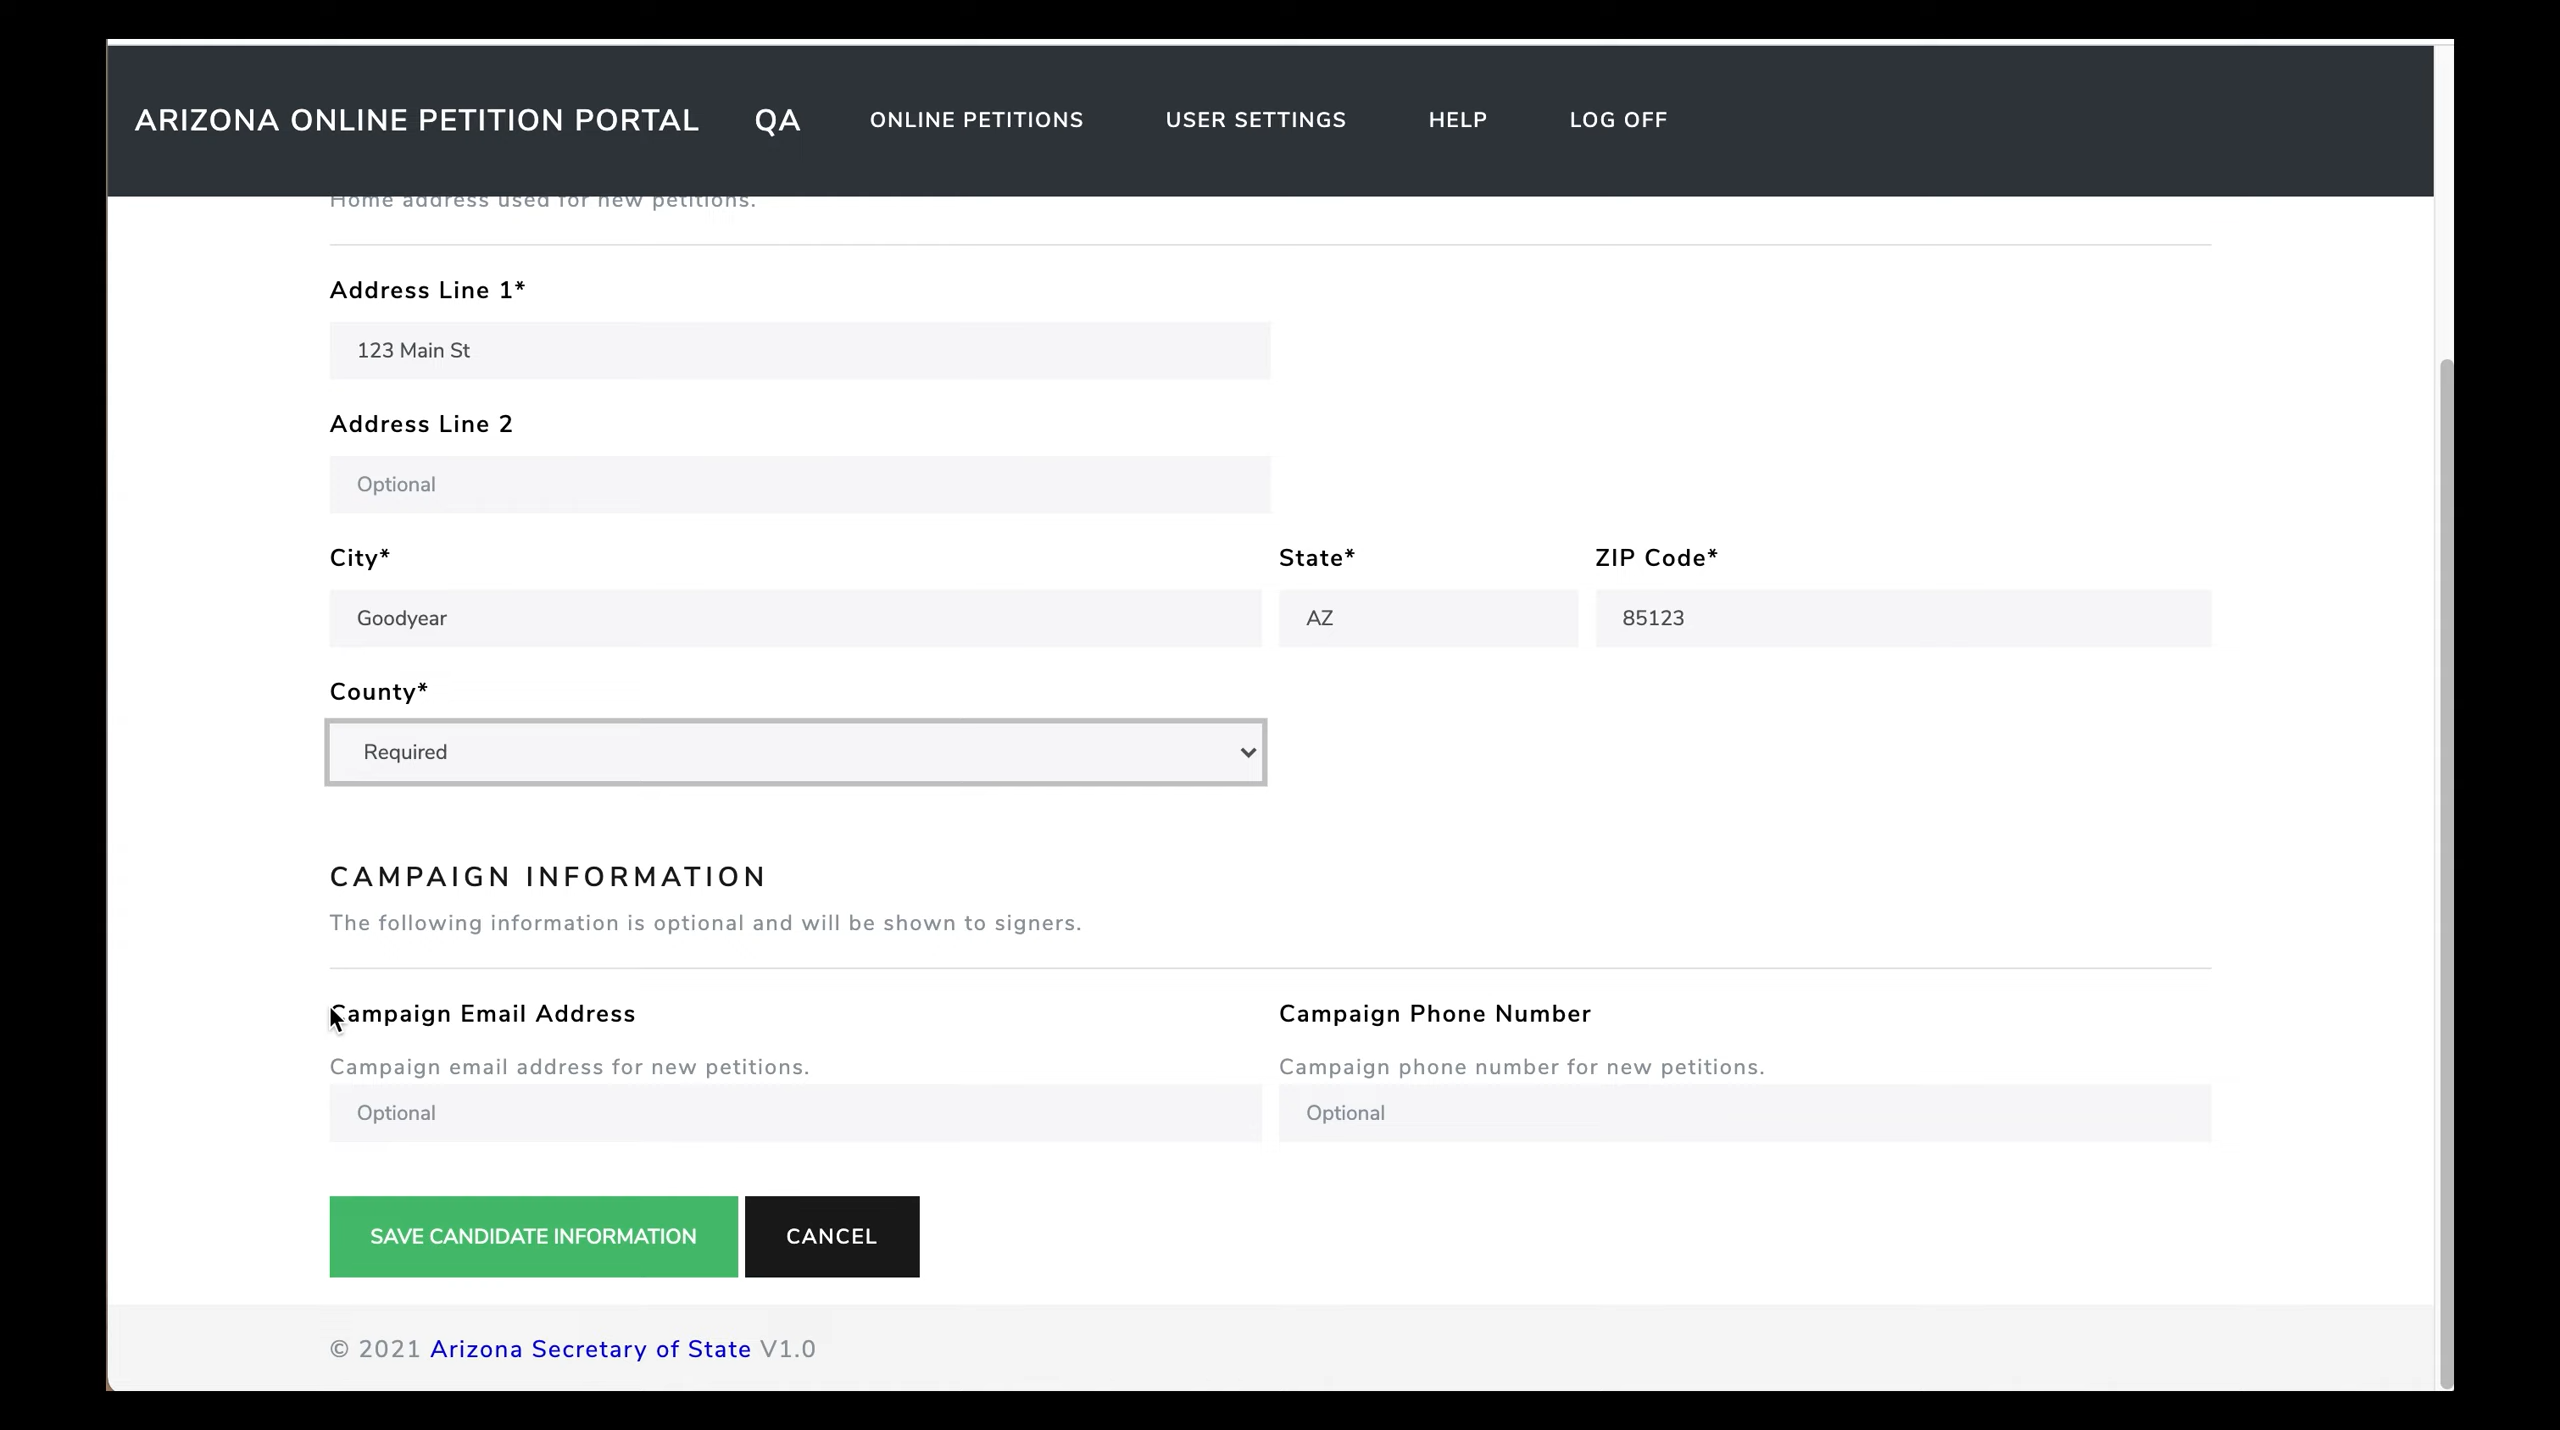 ARIZONA ONLINE PETITION PORTAL QA ONLINE PETITIONS USER SETTINGS HELP LOG OFF
Home address used for new petitions.
Address Line 1*
123 Main St
Address Line 2
Optional
City* State* ZIP Code*
Goodyear AZ 85123
County*
Required
CAMPAIGN INFORMATION
The following information is optional and will be shown to signers.
Campaign Email Address Campaign Phone Number
Campaign email address for new petitions. Campaign phone number for new petitions.
Optional Optional
SAVE CANDIDATE INFORMATION CANCEL
© 2021 Arizona Secretary of State V1.0